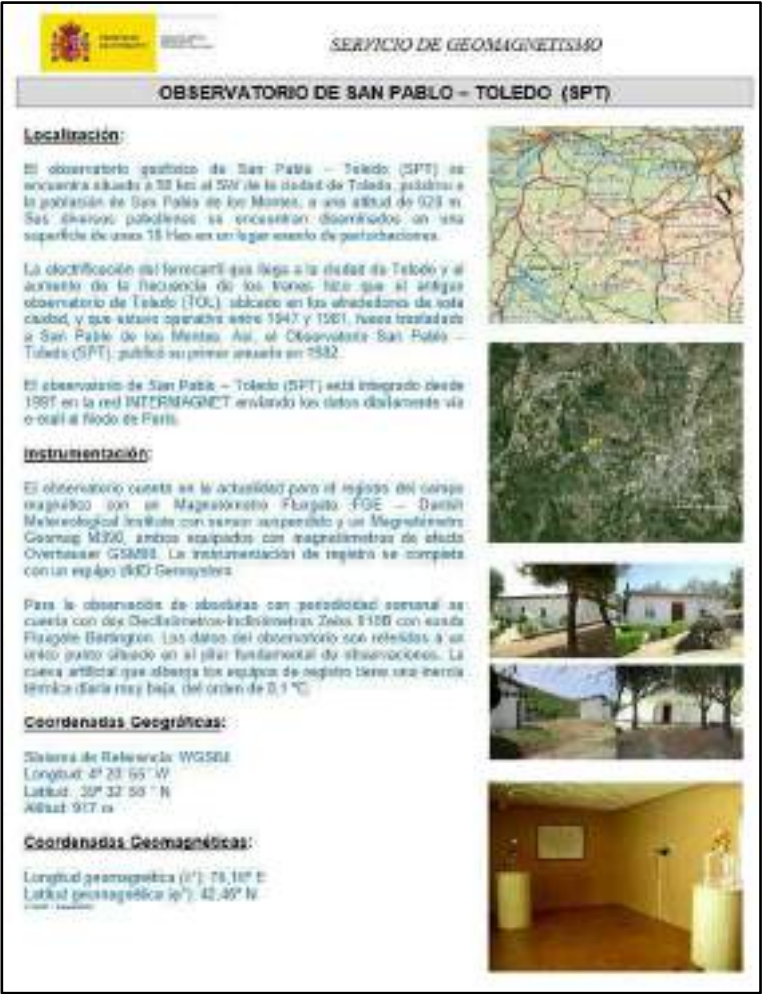 SERVICIO DE GEOMAGNETISMO
OBSERVATORIO DE SAN PABLO – TOLEDO (SPT)
Localización:
El observatorio geofísico de San Pablo – Toledo (SPT) se
encuentra situado a 50 km al SW de la ciudad de Toledo, próximo a
la población de San Pablo de los Montes, a una altitud de m.
Sus diversos pabellones se encuentran diseminados en una
superficie de unas Has en un lugar exento de perturbaciones.
La electrificación del ferrocarril que llega a la ciudad de Toledo y el
aumento de la frecuencia de los trenes hizo que el antiguo
observatorio de Toledo (TOL), ubicado en los alrededores de esta
ciudad, y que estuvo operativo entre 1947 y 1981, fuese trasladado
a San Pablo de los Montes. Así, el Observatorio San Pablo –
Toledo (SPT), publicó su primer anuario en 1982.
El observatorio de San Pablo – Toledo (SPT) está integrado desde
1997 en la red INTERMAGNET enviando los datos diariamente vía
e-mail al Nodo de París.
Instrumentación:
El observatorio cuenta en la actualidad para el registro del campo
magnético con un Magnetómetro Fluxgate FGE – Danish
Meteorological Institute con sensor suspendido y un Magnetómetro
Geomag M390, ambos equipados con magnetómetros de efecto
Overhauser GSM90. La instrumentación de registro se completa
con un equipo dIdD Gemsystem.
Para la observación de absolutas con periodicidad semanal se
cuenta con dos Declinómetros-Inclinómetros Zeiss 010B con sonda
Fluxgate Bartington. Los datos del observatorio son referidos a un
único punto situado en el pilar fundamental de observaciones. La
cueva artificial que alberga los equipos de registro tiene una inercia
térmica diaria muy baja, del orden de 0,1 ºC.
Coordenadas Geográficas:
Sistema de Referencia: WGS84
Longitud: 4º 20' 55'' W
Latitud: 39º 32' 50'' N
Altitud: 917 m
Coordenadas Geomagnéticas:
Longitud geomagnética E
Latitud geomagnética N